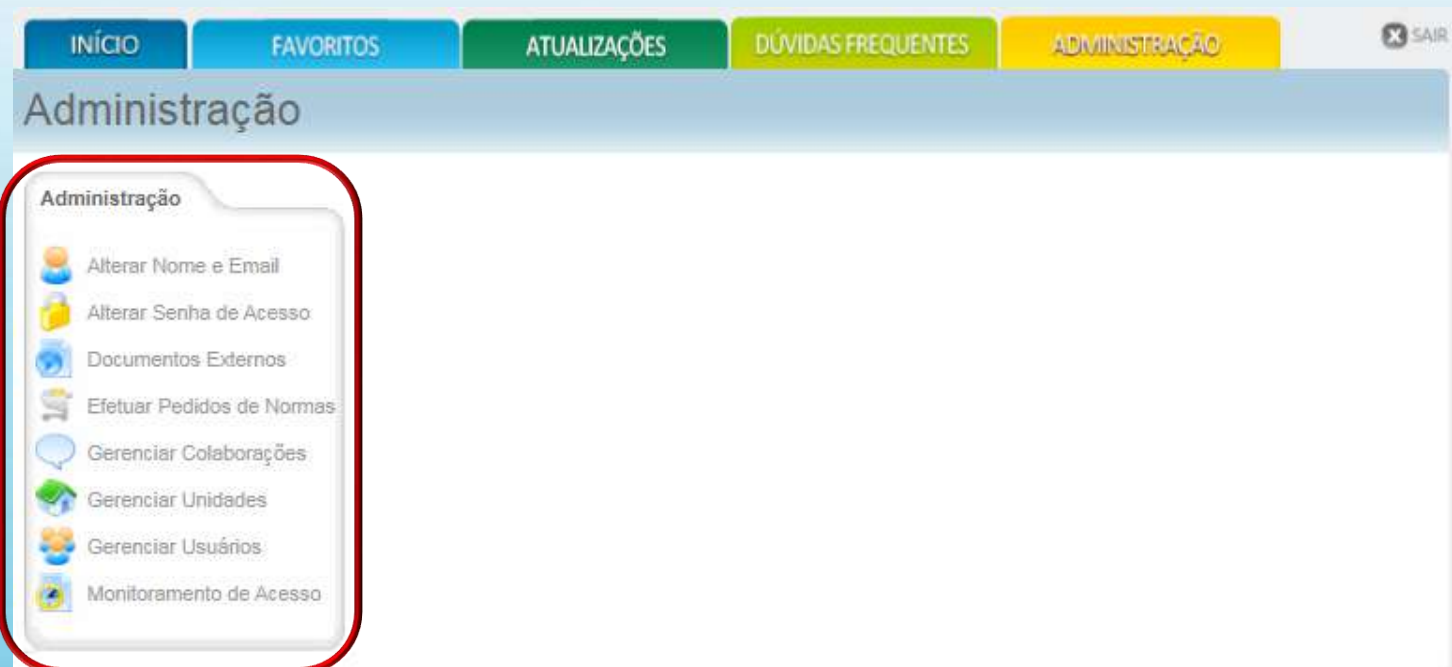 INÍCIO FAVORITOS ATUALIZAÇÕES DÚVIDAS FREQUENTES ADMINISTRAÇÃO SAIR
Administração
Administração
Alterar Nome e Email
Alterar Senha de Acesso
Documentos Externos
Efetuar Pedidos de Normas
Gerenciar Colaborações
Gerenciar Unidades
Gerenciar Usuários
Monitoramento de Acesso